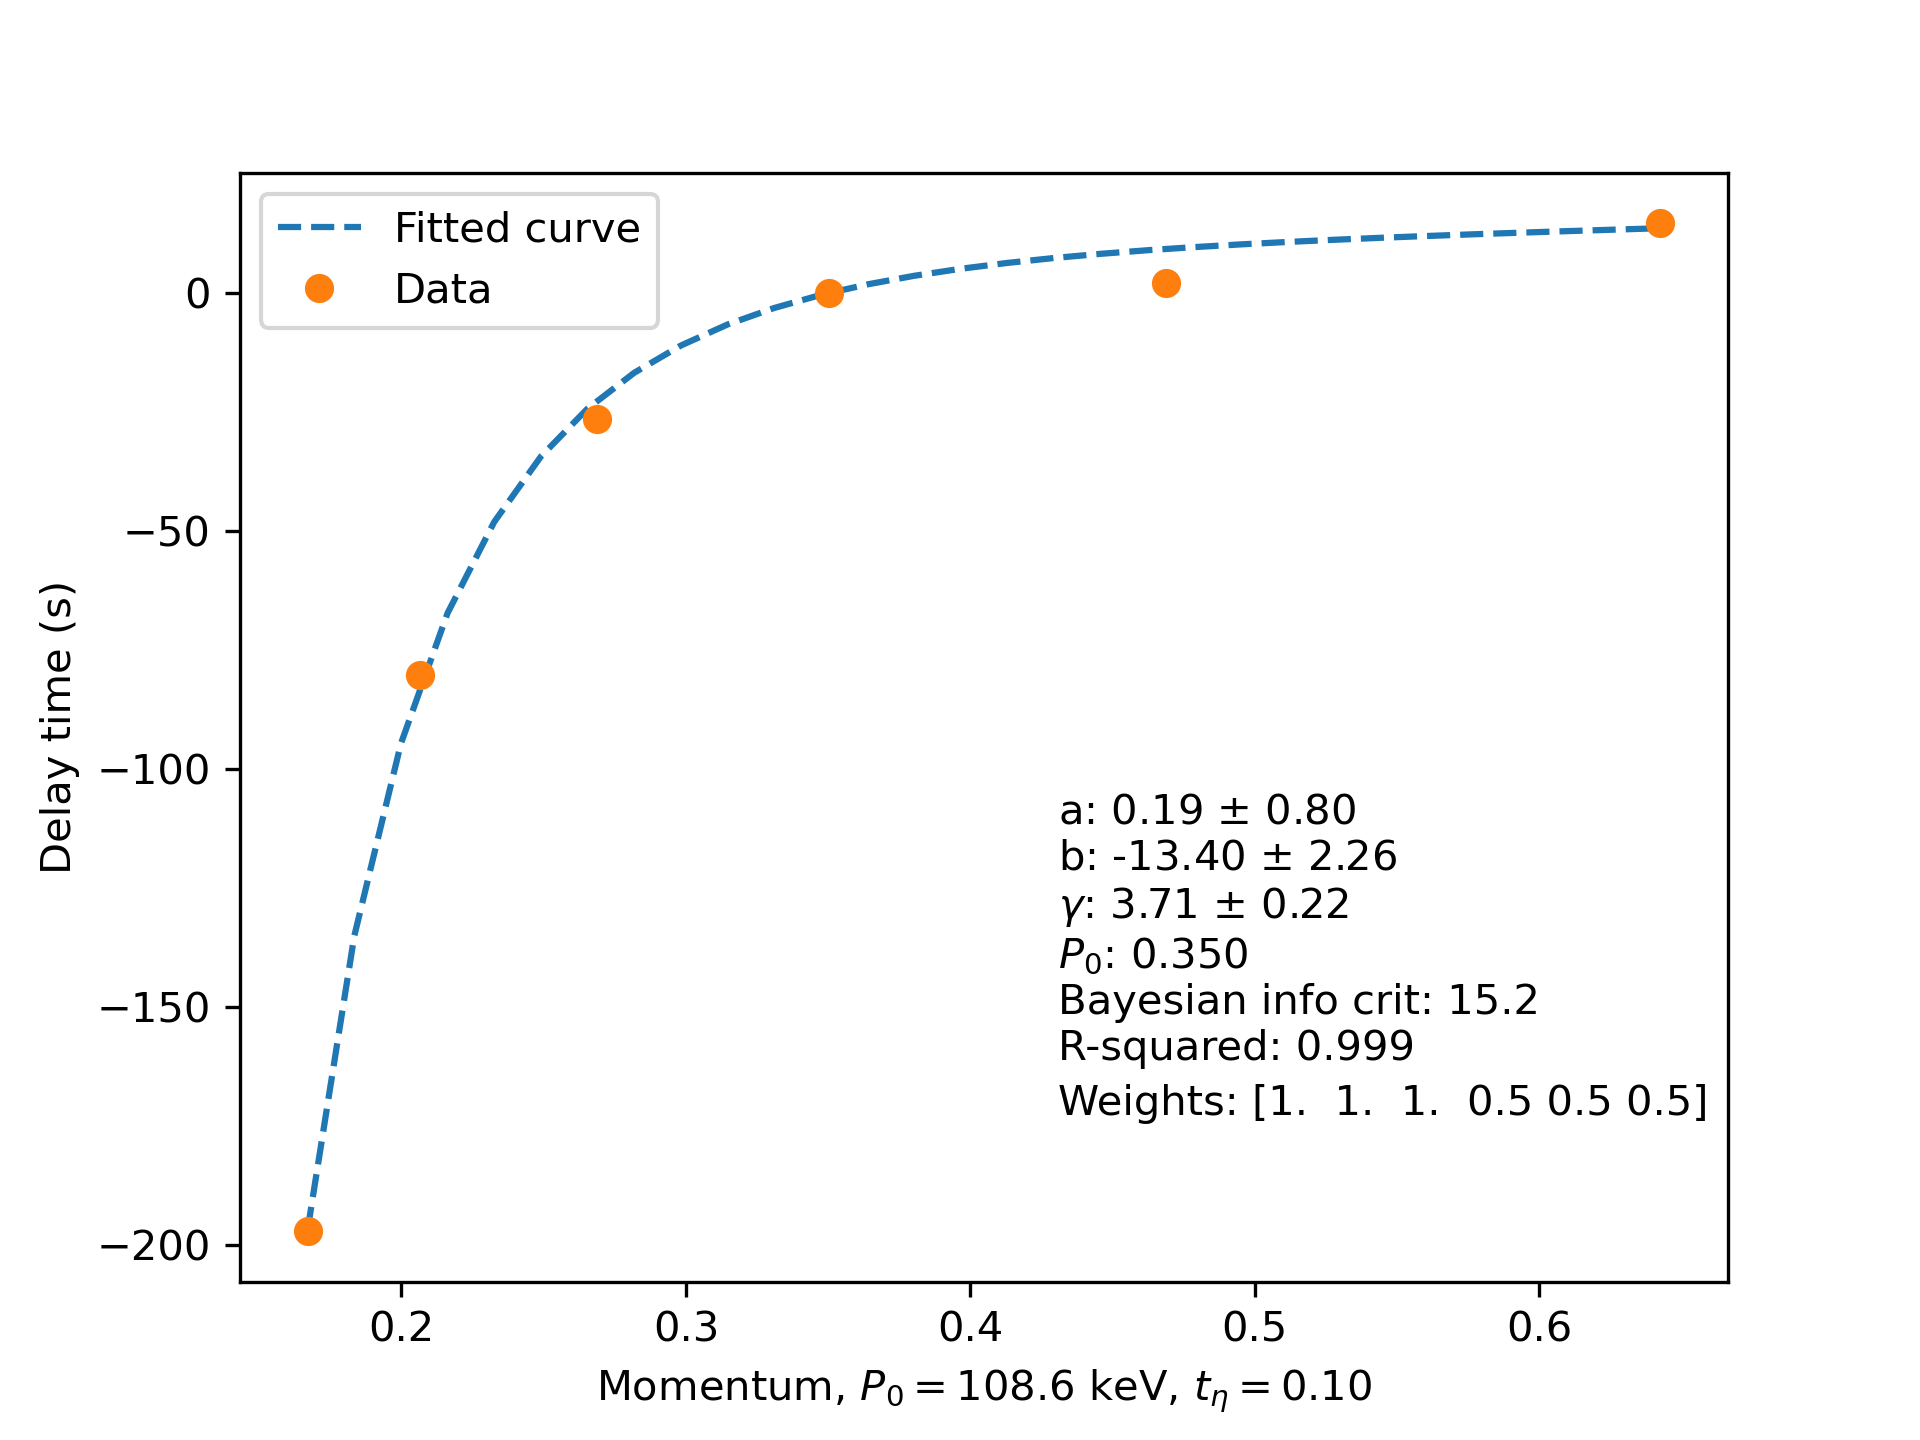 Fitted curve
Data
0
−50
−100
−150
−200
Delay time (s)
a: 0.19 ± 0.80
b: -13.40 ± 2.26
γ: 3.71 ± 0.22
P₀: 0.350
Bayesian info crit: 15.2
R-squared: 0.999
Weights: [1.  1.  1.  0.5 0.5 0.5]
0.2 0.3 0.4 0.5 0.6
Momentum, P₀ = 108.6 keV, tη = 0.10